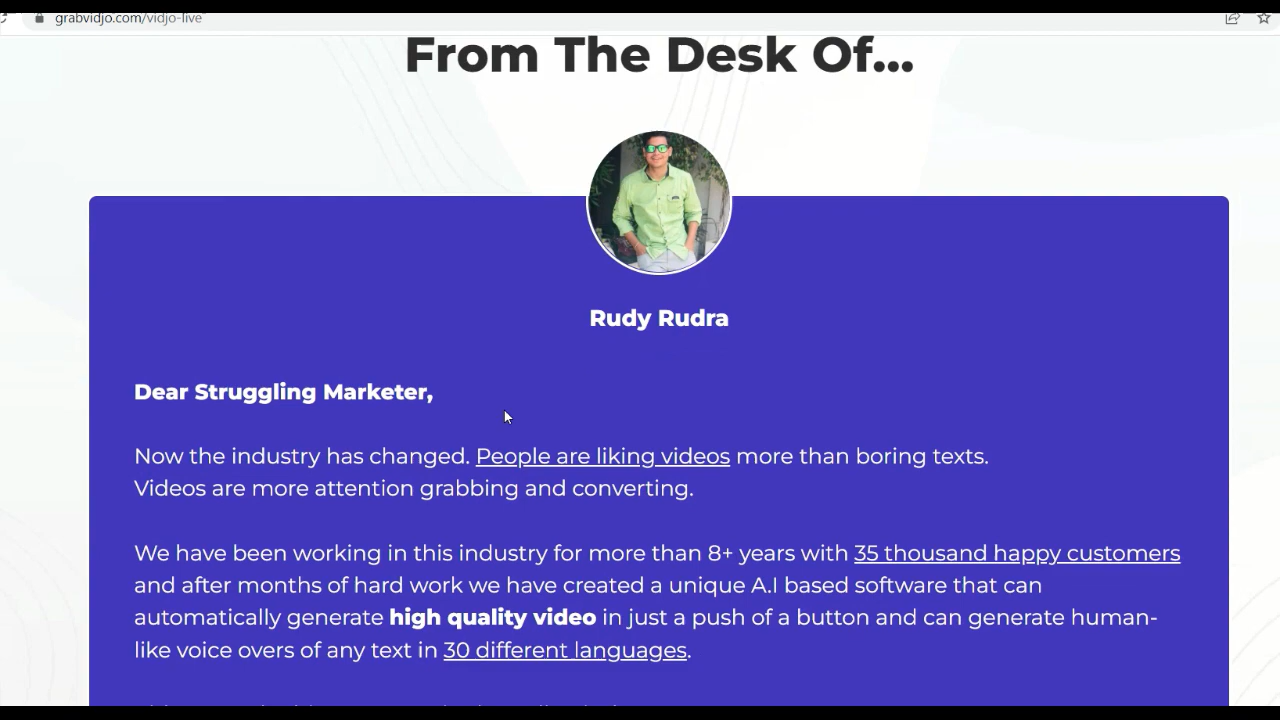 grabvidjo.com/vidjo-live
From The Desk Of...
Rudy Rudra
Dear Struggling Marketer,
Now the industry has changed. People are liking videos more than boring texts.
Videos are more attention grabbing and converting.
We have been working in this industry for more than 8+ years with 35 thousand happy customers
and after months of hard work we have created a unique A.I based software that can
automatically generate high quality video in just a push of a button and can generate human-
like voice overs of any text in 30 different languages.